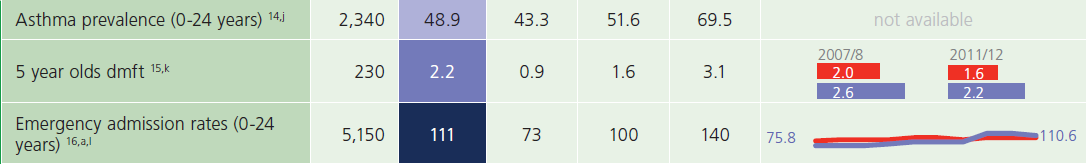 Asthma prevalence (0-24 years) 14,j 2,340 48.9 43.3 51.6 69.5 not available
2007/8 2011/12
5 year olds dmft 15,k 230 2.2 0.9 1.6 3.1 2.0 1.6
2.6 2.2
Emergency admission rates (0-24
years) 16,a,l 5,150 111 73 100 140 75.8 110.6